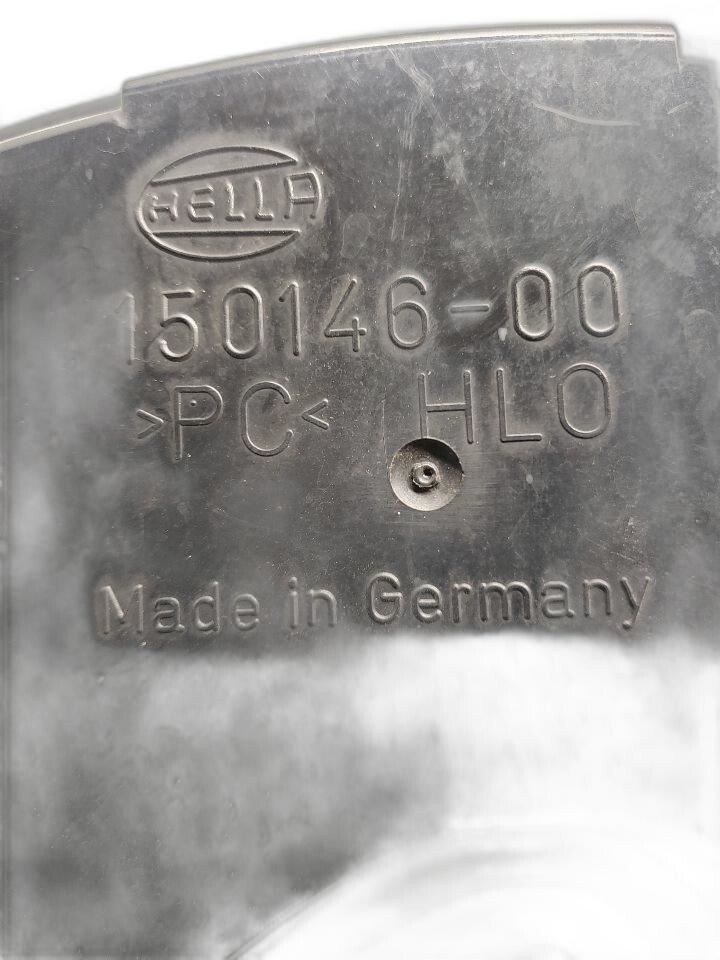 HELLA
150146-00
>PC< HLO
Made in Germany